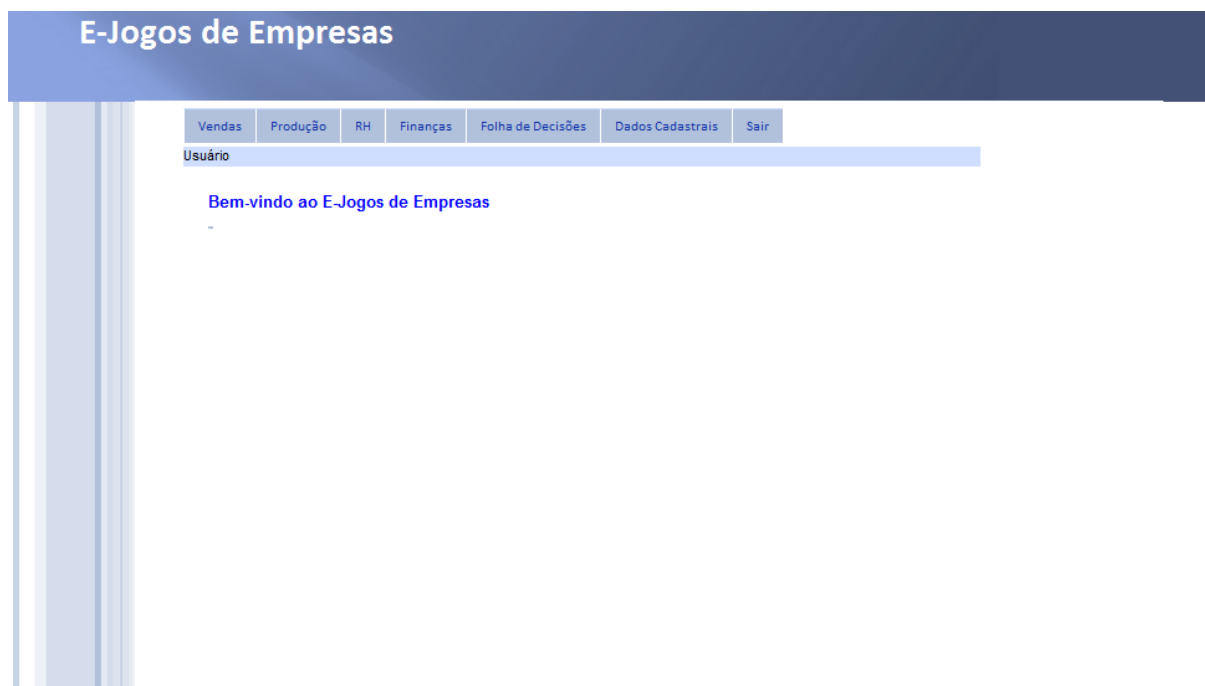 E-Jogos de Empresas
Vendas Produção RH Finanças Folha de Decisões Dados Cadastrais Sair
Usuário
Bem-vindo ao E-Jogos de Empresas
-